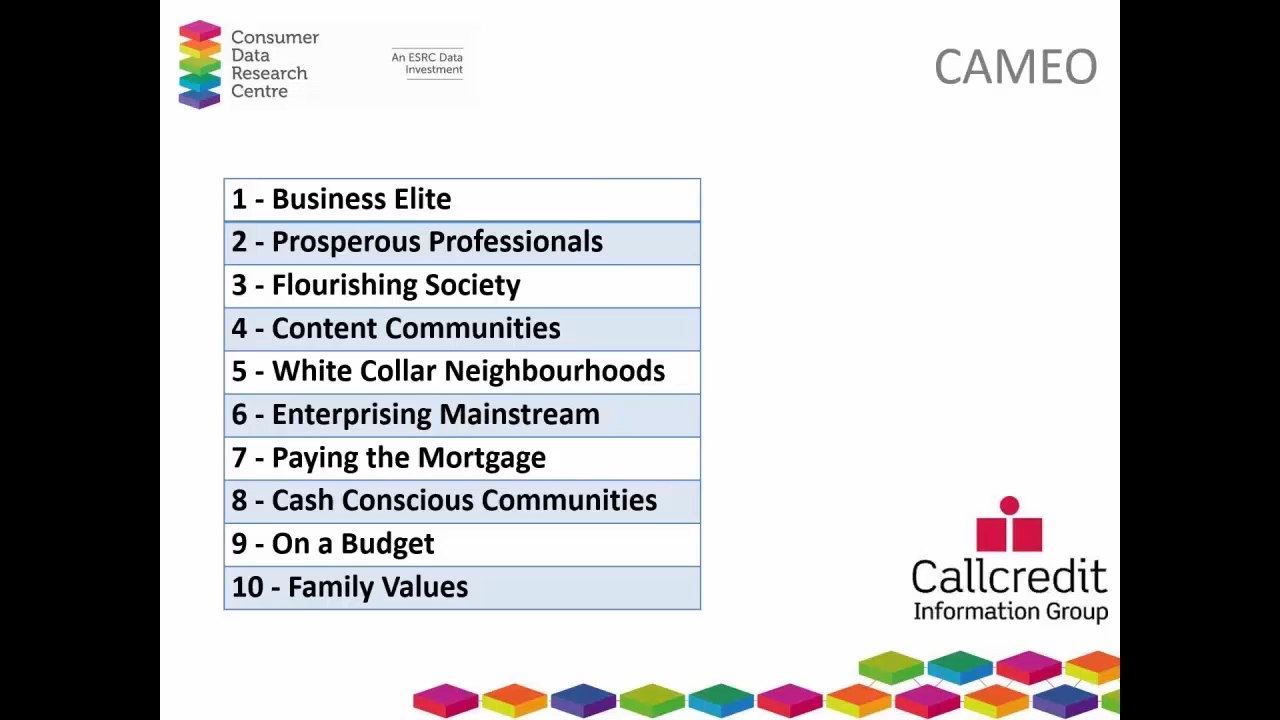 Consumer
Data
Research
Centre
An ESRC Data
Investment
CAMEO
1 - Business Elite
2 - Prosperous Professionals
3 - Flourishing Society
4 - Content Communities
5 - White Collar Neighbourhoods
6 - Enterprising Mainstream
7 - Paying the Mortgage
8 - Cash Conscious Communities
9 - On a Budget
10 - Family Values
Callcredit
Information Group